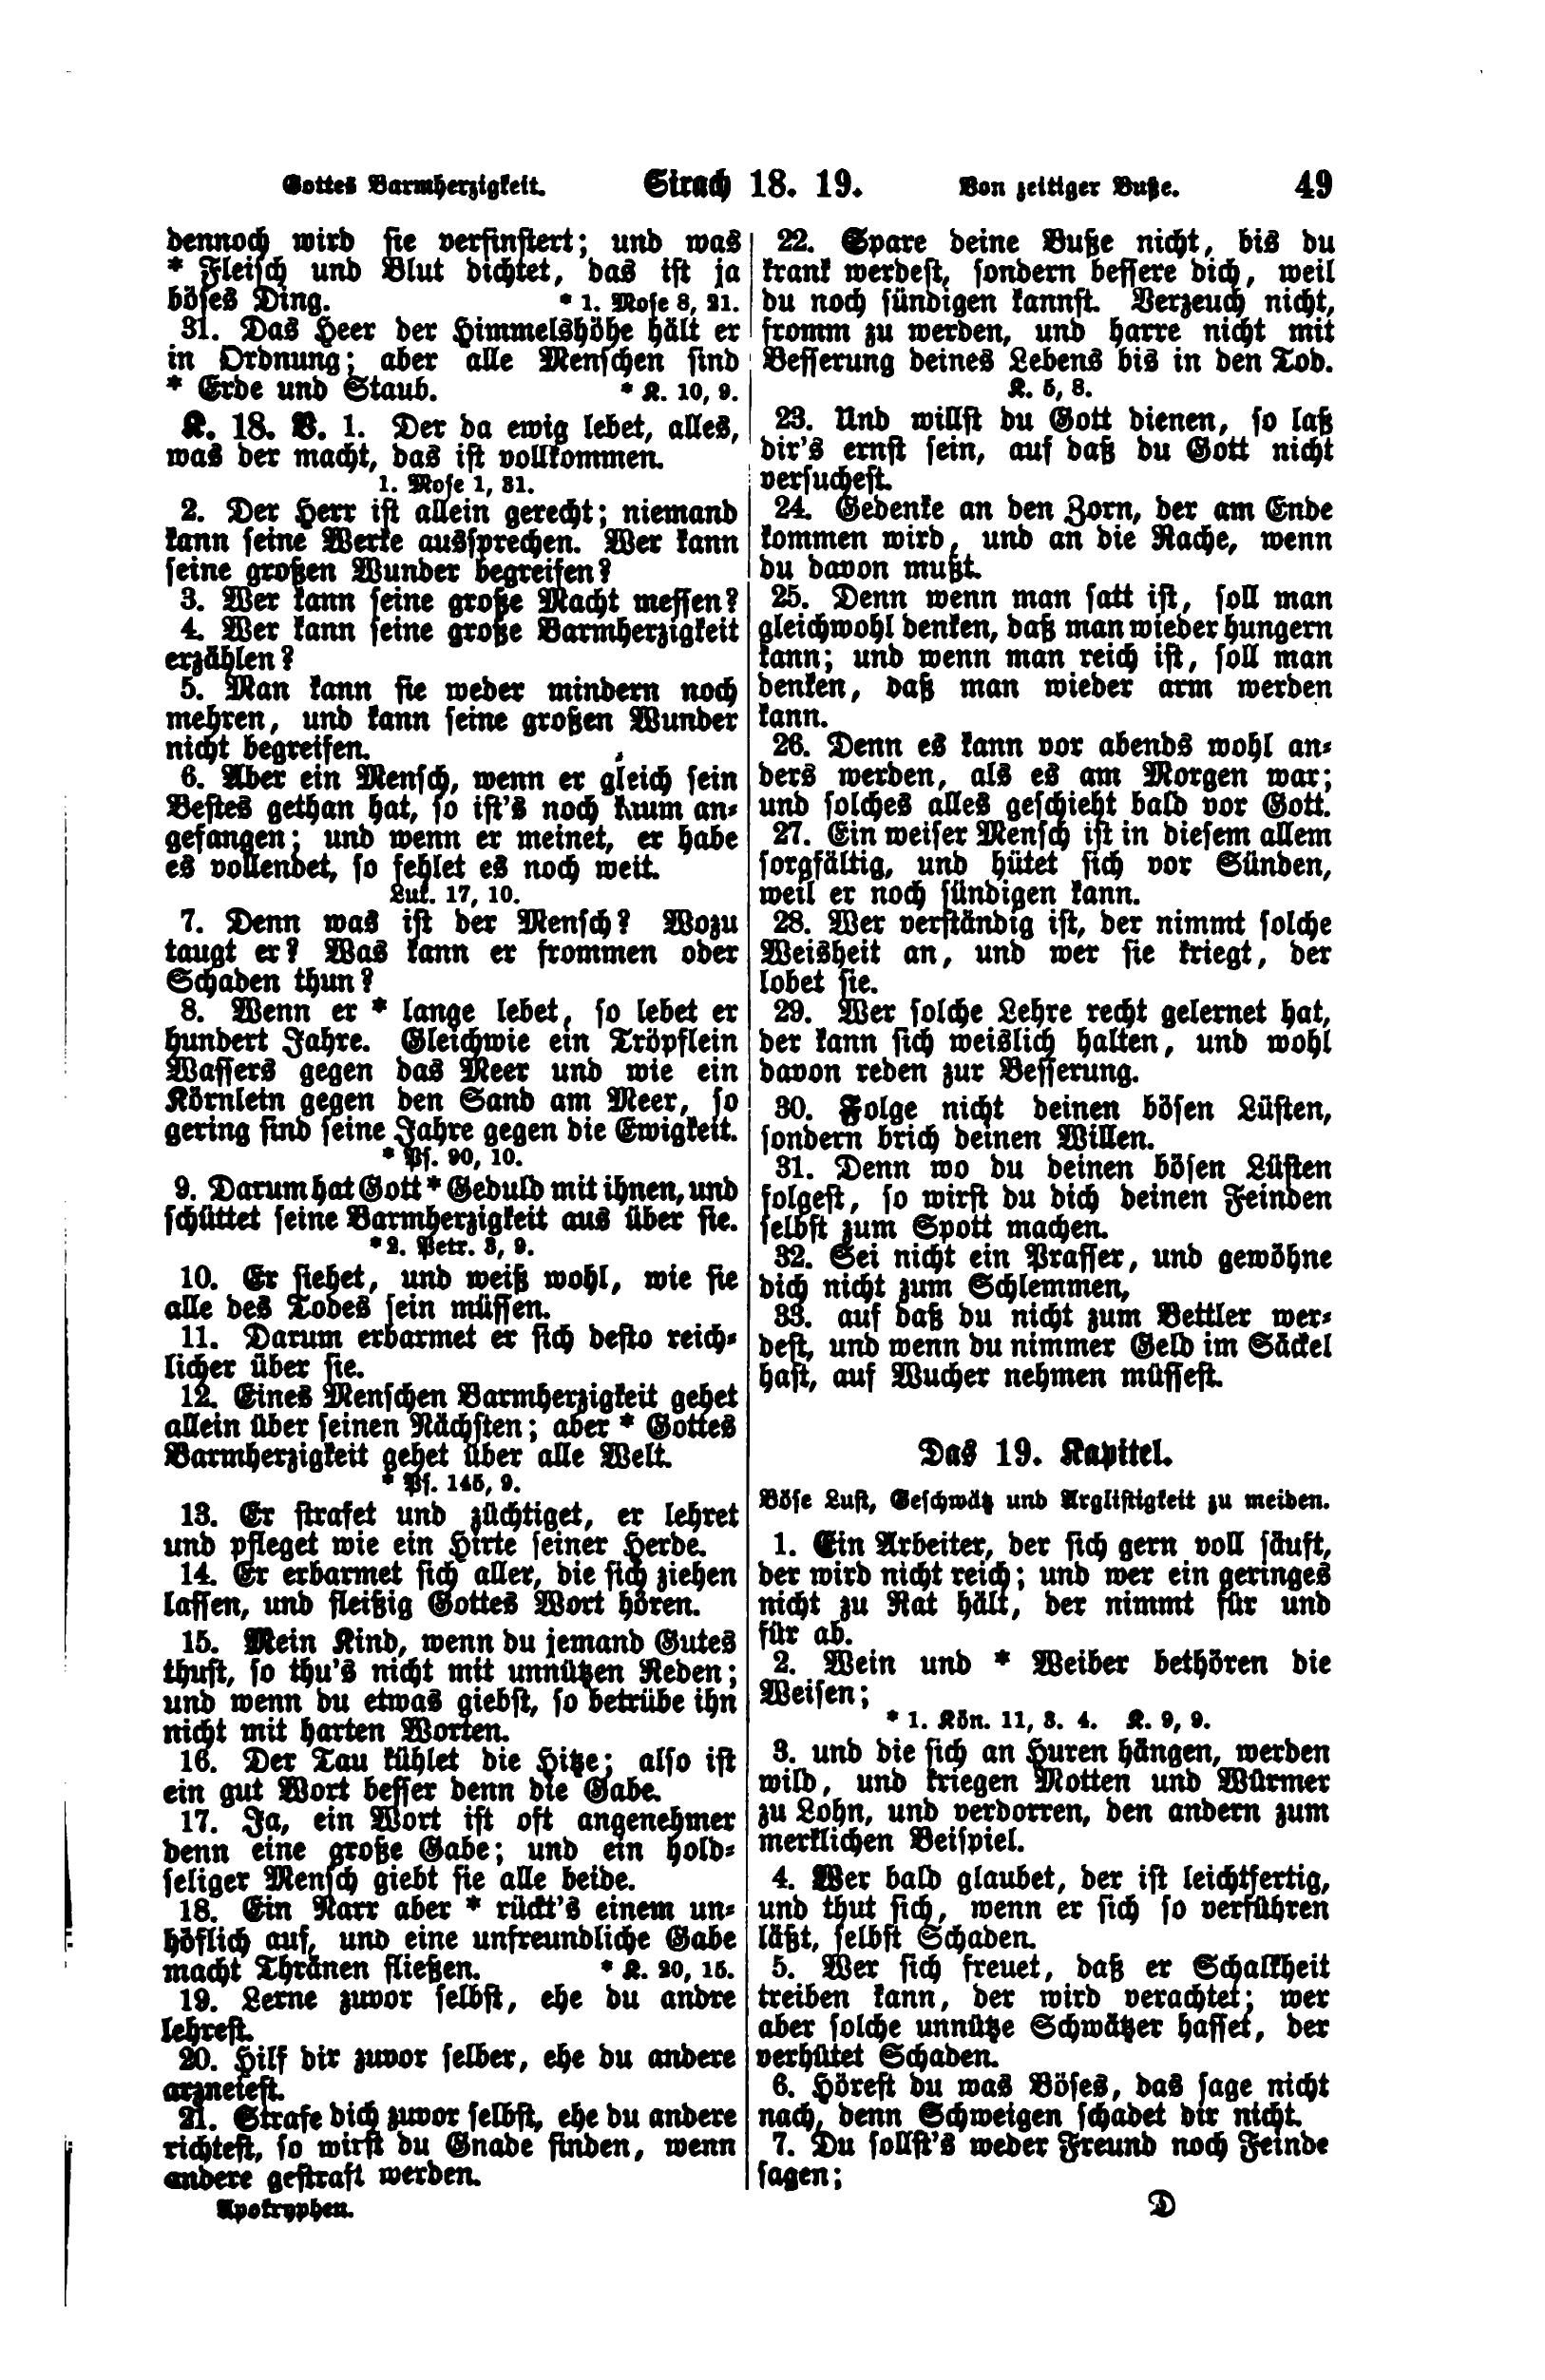 Gottes Barmherzigkeit. Sirach 18. 19. Von zeitiger Buße. 49
dennoch wird sie verfinstert; und was
* Fleisch und Blut dichtet, das ist ja
böses Ding. * 1. Mose 8, 21.
31. Das Heer der Himmelshöhe hält er
in Ordnung; aber alle Menschen sind
* Erde und Staub. * K. 10, 9.
K. 18. V. 1. Der da ewig lebet, alles,
was der macht, das ist vollkommen.
1. Mose 1, 31.
2. Der Herr ist allein gerecht; niemand
kann seine Werke aussprechen. Wer kann
seine großen Wunder begreifen?
3. Wer kann seine große Macht messen?
4. Wer kann seine große Barmherzigkeit
erzählen?
5. Man kann sie weder mindern noch
mehren, und kann seine großen Wunder
nicht begreifen.
6. Aber ein Mensch, wenn er gleich sein
Bestes gethan hat, so ist's noch kaum an-
gefangen; und wenn er meinet, er habe
es vollendet, so fehlet es noch weit.
Luk. 17, 10.
7. Denn was ist der Mensch? Wozu
taugt er? Was kann er frommen oder
Schaden thun?
8. Wenn er * lange lebet, so lebet er
hundert Jahre. Gleichwie ein Tröpflein
Wassers gegen das Meer und wie ein
Körnlein gegen den Sand am Meer, so
gering sind seine Jahre gegen die Ewigkeit.
* Ps. 90, 10.
9. Darum hat Gott * Geduld mit ihnen, und
schüttet seine Barmherzigkeit aus über sie.
* 2. Petr. 3, 9.
10. Er siehet, und weiß wohl, wie sie
alle des Todes sein müssen.
11. Darum erbarmet er sich desto reich-
licher über sie.
12. Eines Menschen Barmherzigkeit gehet
allein über seinen Nächsten; aber * Gottes
Barmherzigkeit gehet über alle Welt.
* Ps. 145, 9.
13. Er strafet und züchtiget, er lehret
und pfleget wie ein Hirte seiner Herde.
14. Er erbarmet sich aller, die sich ziehen
lassen, und fleißig Gottes Wort hören.
15. Mein Kind, wenn du jemand Gutes
thust, so thu's nicht mit unnützen Reden;
und wenn du etwas giebst, so betrübe ihn
nicht mit harten Worten.
16. Der Tau kühlet die Hitze; also ist
ein gut Wort besser denn die Gabe.
17. Ja, ein Wort ist oft angenehmer
denn eine große Gabe; und ein hold-
seliger Mensch giebt sie alle beide.
18. Ein Narr aber * rückt's einem un-
höflich auf, und eine unfreundliche Gabe
macht Thränen fließen. * K. 20, 15.
19. Lerne zuvor selbst, ehe du andre
lehrest.
20. Hilf dir zuvor selber, ehe du andere
arzneiest.
21. Strafe dich zuvor selbst, ehe du andere
richtest, so wirst du Gnade finden, wenn
andere gestraft werden.
Apokryphen.
22. Spare deine Buße nicht, bis du
krank werdest, sondern bessere dich, weil
du noch sündigen kannst. Verzeuch nicht,
fromm zu werden, und harre nicht mit
Besserung deines Lebens bis in den Tod.
K. 5, 8.
23. Und willst du Gott dienen, so laß
dir's ernst sein, auf daß du Gott nicht
versuchest.
24. Gedenke an den Zorn, der am Ende
kommen wird, und an die Rache, wenn
du davon mußt.
25. Denn wenn man satt ist, soll man
gleichwohl denken, daß man wieder hungern
kann; und wenn man reich ist, soll man
denken, daß man wieder arm werden
kann.
26. Denn es kann vor abends wohl an-
ders werden, als es am Morgen war;
und solches alles geschieht bald vor Gott.
27. Ein weiser Mensch ist in diesem allem
sorgfältig, und hütet sich vor Sünden,
weil er noch sündigen kann.
28. Wer verständig ist, der nimmt solche
Weisheit an, und wer sie kriegt, der
lobet sie.
29. Wer solche Lehre recht gelernet hat,
der kann sich weislich halten, und wohl
davon reden zur Besserung.
30. Folge nicht deinen bösen Lüsten,
sondern brich deinen Willen.
31. Denn wo du deinen bösen Lüsten
folgest, so wirst du dich deinen Feinden
selbst zum Spott machen.
32. Sei nicht ein Prasser, und gewöhne
dich nicht zum Schlemmen,
33. auf daß du nicht zum Bettler wer-
dest, und wenn du nimmer Geld im Säckel
hast, auf Wucher nehmen müssest.
Das 19. Kapitel.
Böse Lust, Geschwätz und Arglistigkeit zu meiden.
1. Ein Arbeiter, der sich gern voll säuft,
der wird nicht reich; und wer ein geringes
nicht zu Rat hält, der nimmt für und
für ab.
2. Wein und * Weiber bethören die
Weisen;
* 1. Kön. 11, 3. 4. K. 9, 9.
3. und die sich an Huren hängen, werden
wild, und kriegen Motten und Würmer
zu Lohn, und verdorren, den andern zum
merklichen Beispiel.
4. Wer bald glaubet, der ist leichtfertig,
und thut sich, wenn er sich so verführen
läßt, selbst Schaden.
5. Wer sich freuet, daß er Schalkheit
treiben kann, der wird verachtet; wer
aber solche unnütze Schwätzer hasset, der
verhütet Schaden.
6. Hörest du was Böses, das sage nicht
nach, denn Schweigen schadet dir nicht.
7. Du sollst's weder Freund noch Feinde
sagen;
D